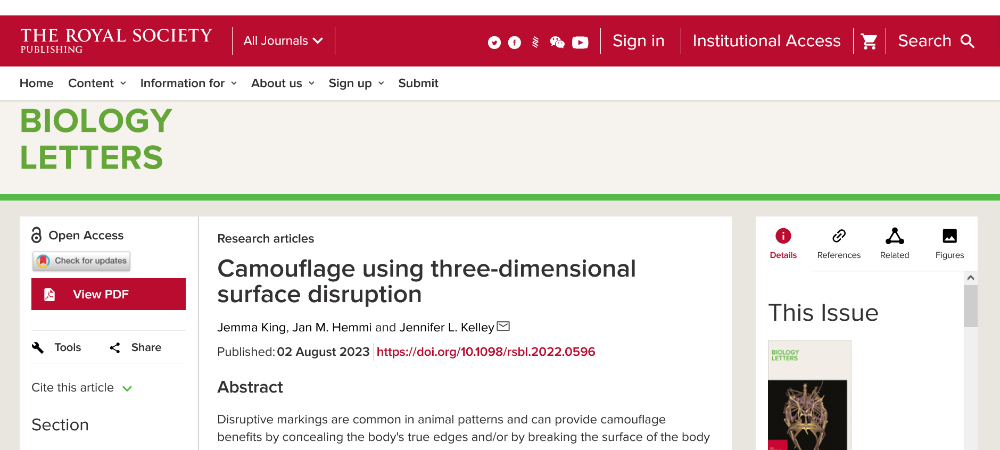 THE ROYAL SOCIETY
PUBLISHING
All Journals
Sign in
Institutional Access
Search
Home
Content
Information for
About us
Sign up
Submit
BIOLOGY
LETTERS
Open Access
Check for updates
View PDF
Tools
Share
Cite this article
Section
Research articles
Camouflage using three-dimensional
surface disruption
Jemma King, Jan M. Hemmi and Jennifer L. Kelley
Published: 02 August 2023 https://doi.org/10.1098/rsbl.2022.0596
Abstract
Disruptive markings are common in animal patterns and can provide camouflage
benefits by concealing the body's true edges and/or by breaking the surface of the body
Details
References
Related
Figures
This Issue
BIOLOGY
LETTERS